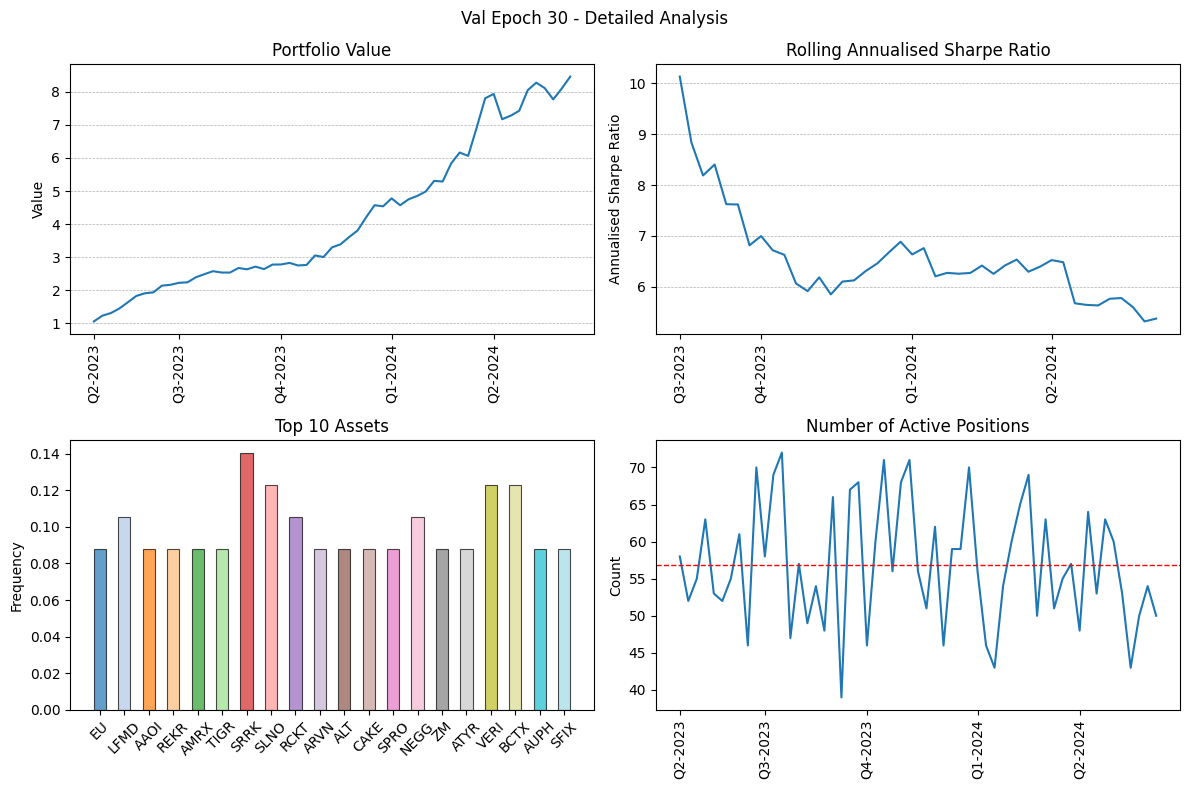 Val Epoch 30 - Detailed Analysis
Portfolio Value
Value
8
7
6
5
4
3
2
1
Q2-2023
Q3-2023
Q4-2023
Q1-2024
Q2-2024
Rolling Annualised Sharpe Ratio
Annualised Sharpe Ratio
10
9
8
7
6
Q3-2023
Q4-2023
Q1-2024
Q2-2024
Top 10 Assets
Frequency
0.14
0.12
0.10
0.08
0.06
0.04
0.02
0.00
EU
LFMD
AAOI
REKR
AMRX
TIGR
SRRK
SLNO
RCKT
ARVN
ALT
CAKE
SPRO
NEGG
ZM
ATYR
VERI
BCTX
AUPH
SFIX
Number of Active Positions
Count
70
65
60
55
50
45
40
Q2-2023
Q3-2023
Q4-2023
Q1-2024
Q2-2024